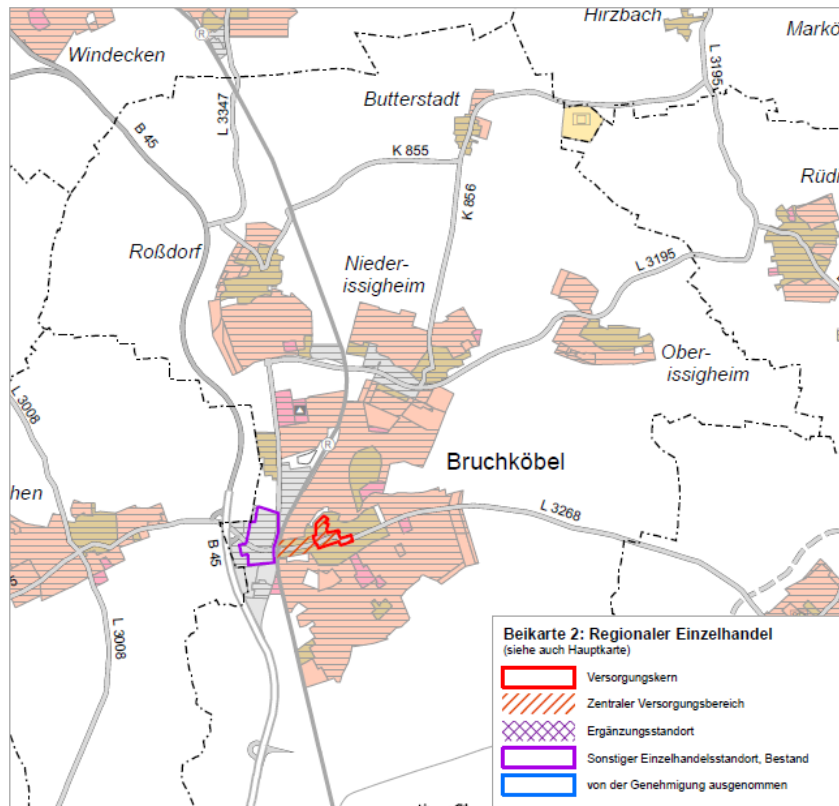 Hirzbach
Markö
Windecken
R
L 3347
L 3195
Butterstadt
B 45
K 855
K 856
Rüdi
Roßdorf
Nieder-
issigheim
L 3195
Ober-
issigheim
L 3008
R
Bruchköbel
hen
L 3268
B 45
L 3008
Beikarte 2: Regionaler Einzelhandel
(siehe auch Hauptkarte)
Versorgungskern
Zentraler Versorgungsbereich
Ergänzungsstandort
Sonstiger Einzelhandelsstandort, Bestand
von der Genehmigung ausgenommen